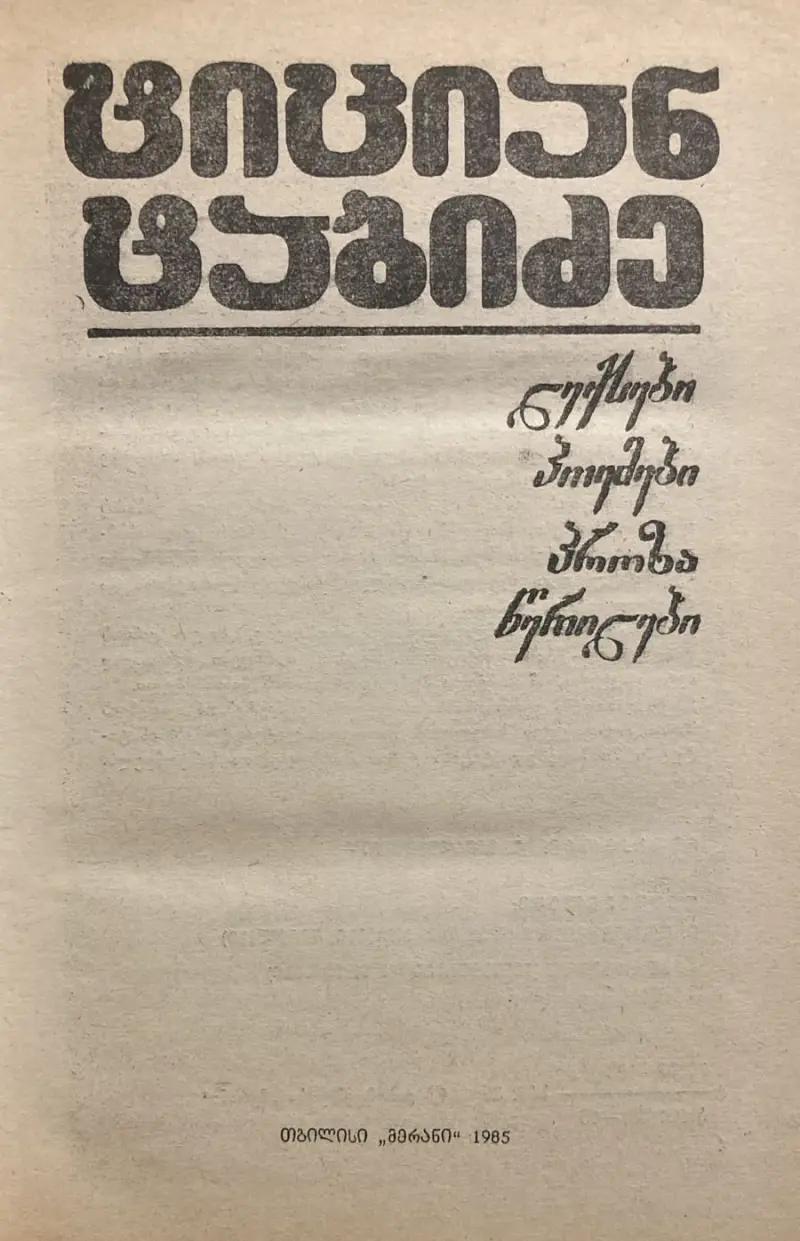 ტიციან
ტაბიძე
ლექსები
პოემები
პროზა
წერილები
თბილისი „მერანი“ 1985